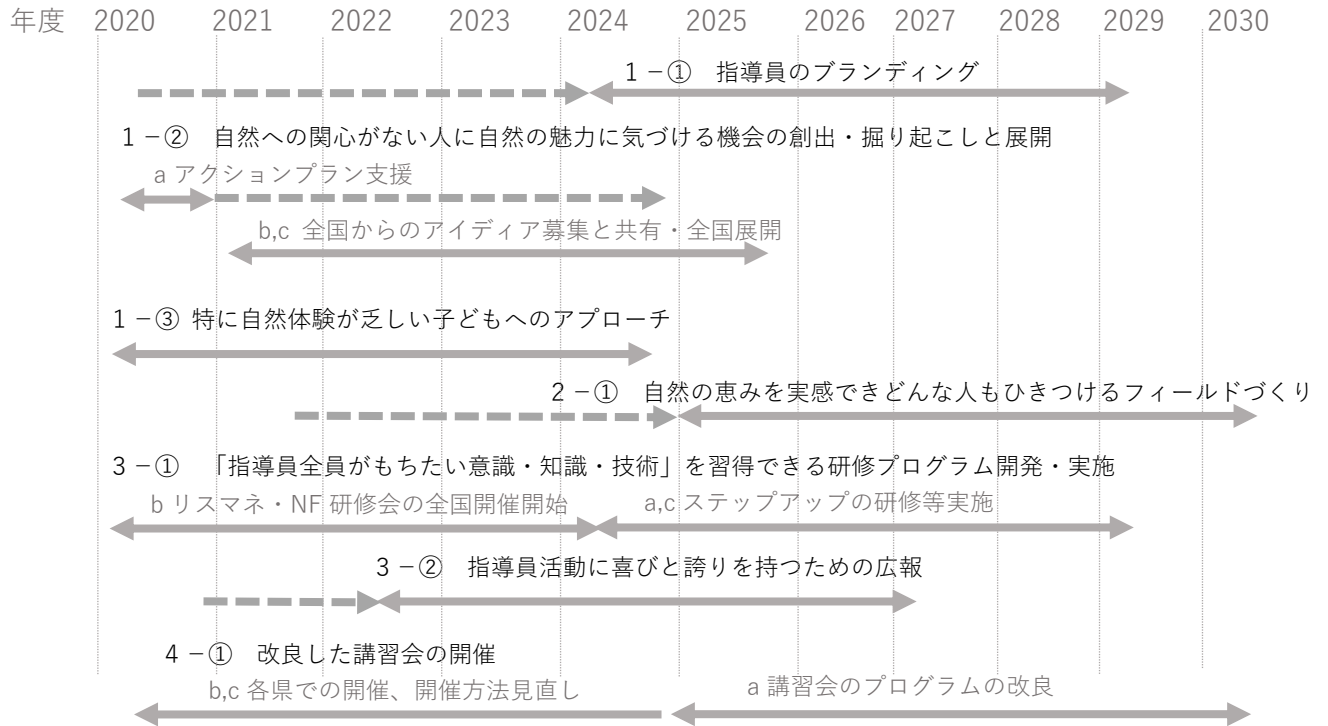 年度 2020 2021 2022 2023 2024 2025 2026 2027 2028 2029 2030
1－① 指導員のブランディング
1－② 自然への関心がない人に自然の魅力に気づける機会の創出・掘り起こしと展開
a アクションプラン支援
b,c 全国からのアイディア募集と共有・全国展開
1－③ 特に自然体験が乏しい子どもへのアプローチ
2－① 自然の恵みを実感できどんな人もひきつけるフィールドづくり
3－① 「指導員全員がもちたい意識・知識・技術」を習得できる研修プログラム開発・実施
b リスマネ・NF 研修会の全国開催開始 a,c ステップアップの研修等実施
3－② 指導員活動に喜びと誇りを持つための広報
4－① 改良した講習会の開催
b,c 各県での開催、開催方法見直し a 講習会のプログラムの改良